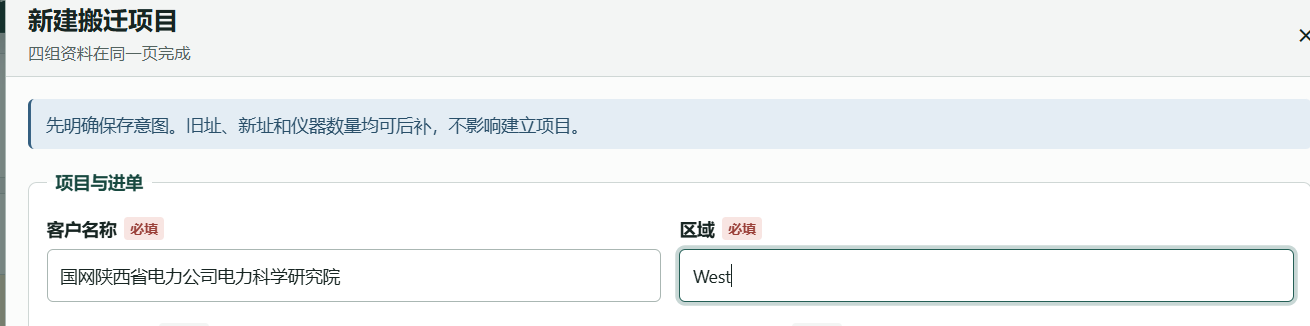 新建搬迁项目
四组资料在同一页完成
先明确保存意图。旧址、新址和仪器数量均可后补，不影响建立项目。
项目与进单
客户名称 必填 区域 必填
国网陕西省电力公司电力科学研究院 West